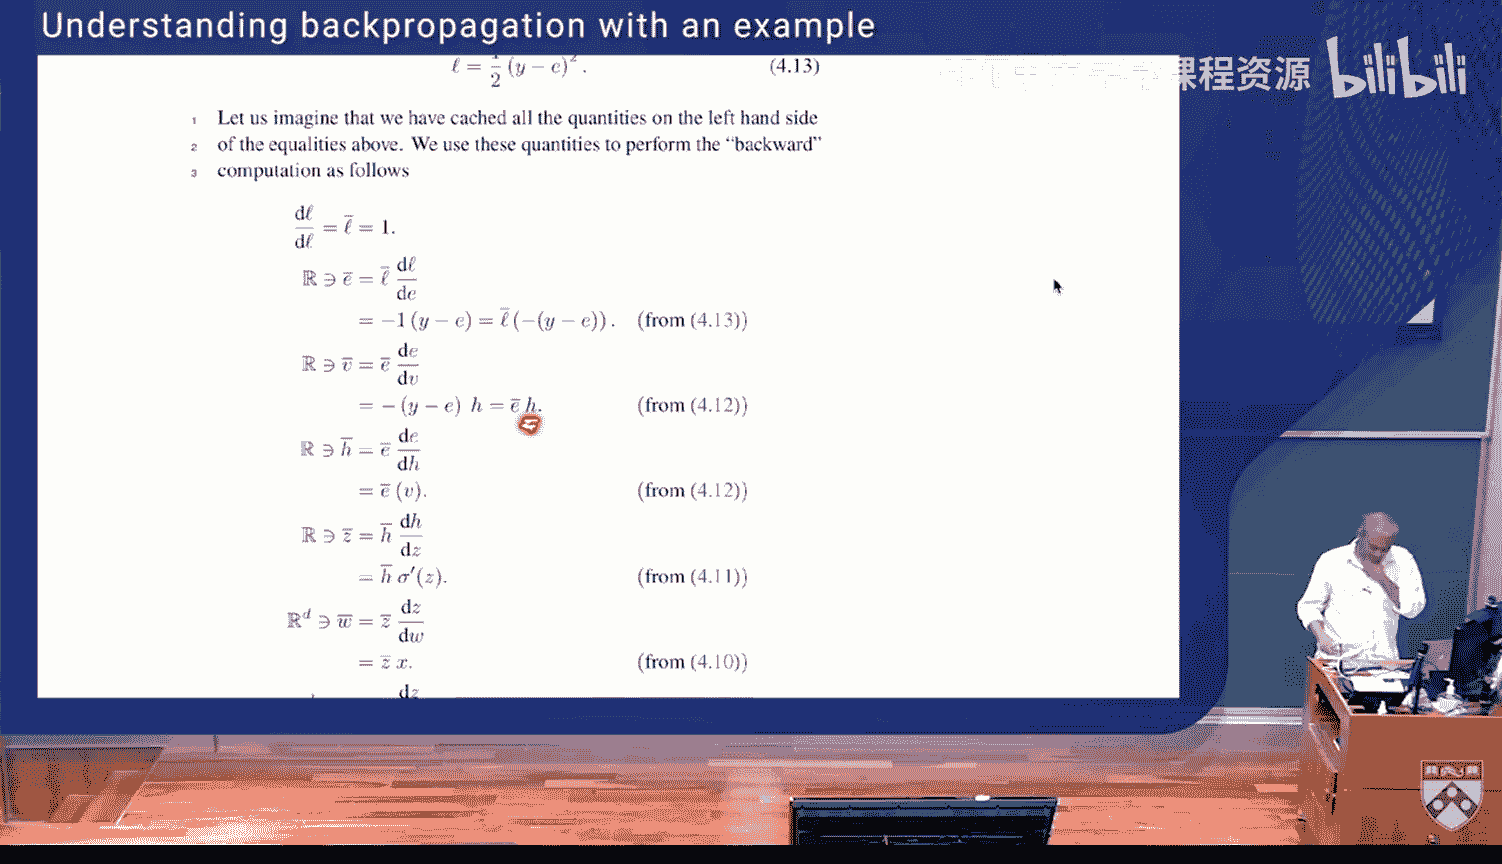 Understanding backpropagation with an example
ℓ = 1/2 (y − e)². (4.13)
课程资源 bilibili
1 Let us imagine that we have cached all the quantities on the left hand side
2 of the equalities above. We use these quantities to perform the “backward”
3 computation as follows
dℓ/dℓ = ℓ̅ = 1.
ℝ ∋ e̅ = ℓ̅ dℓ/de
= −1 (y − e) = ℓ̅ (−(y − e)). (from (4.13))
ℝ ∋ v̅ = e̅ de/dv
= − (y − e) h = e̅ h. (from (4.12))
ℝ ∋ h̅ = e̅ de/dh
= e̅ (v). (from (4.12))
ℝ ∋ z̅ = h̅ dh/dz
= h̅ σ′(z). (from (4.11))
ℝᵈ ∋ w̅ = z̅ dz/dw
= z̅ x. (from (4.10))
dz